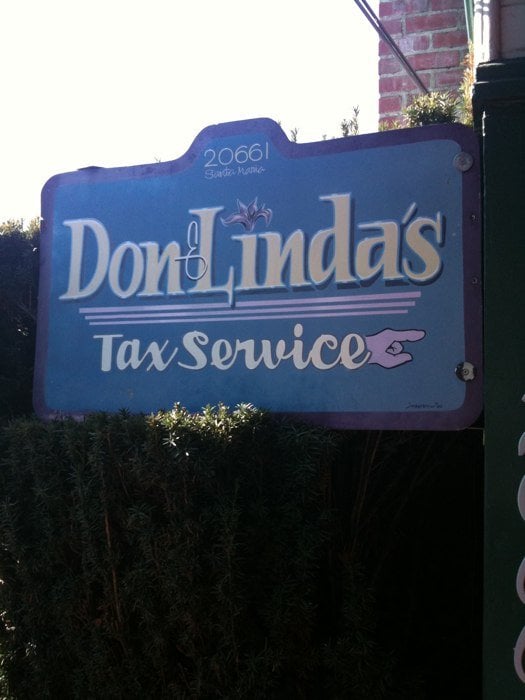 20661
Santa Maria
Don & Linda's
Tax Service